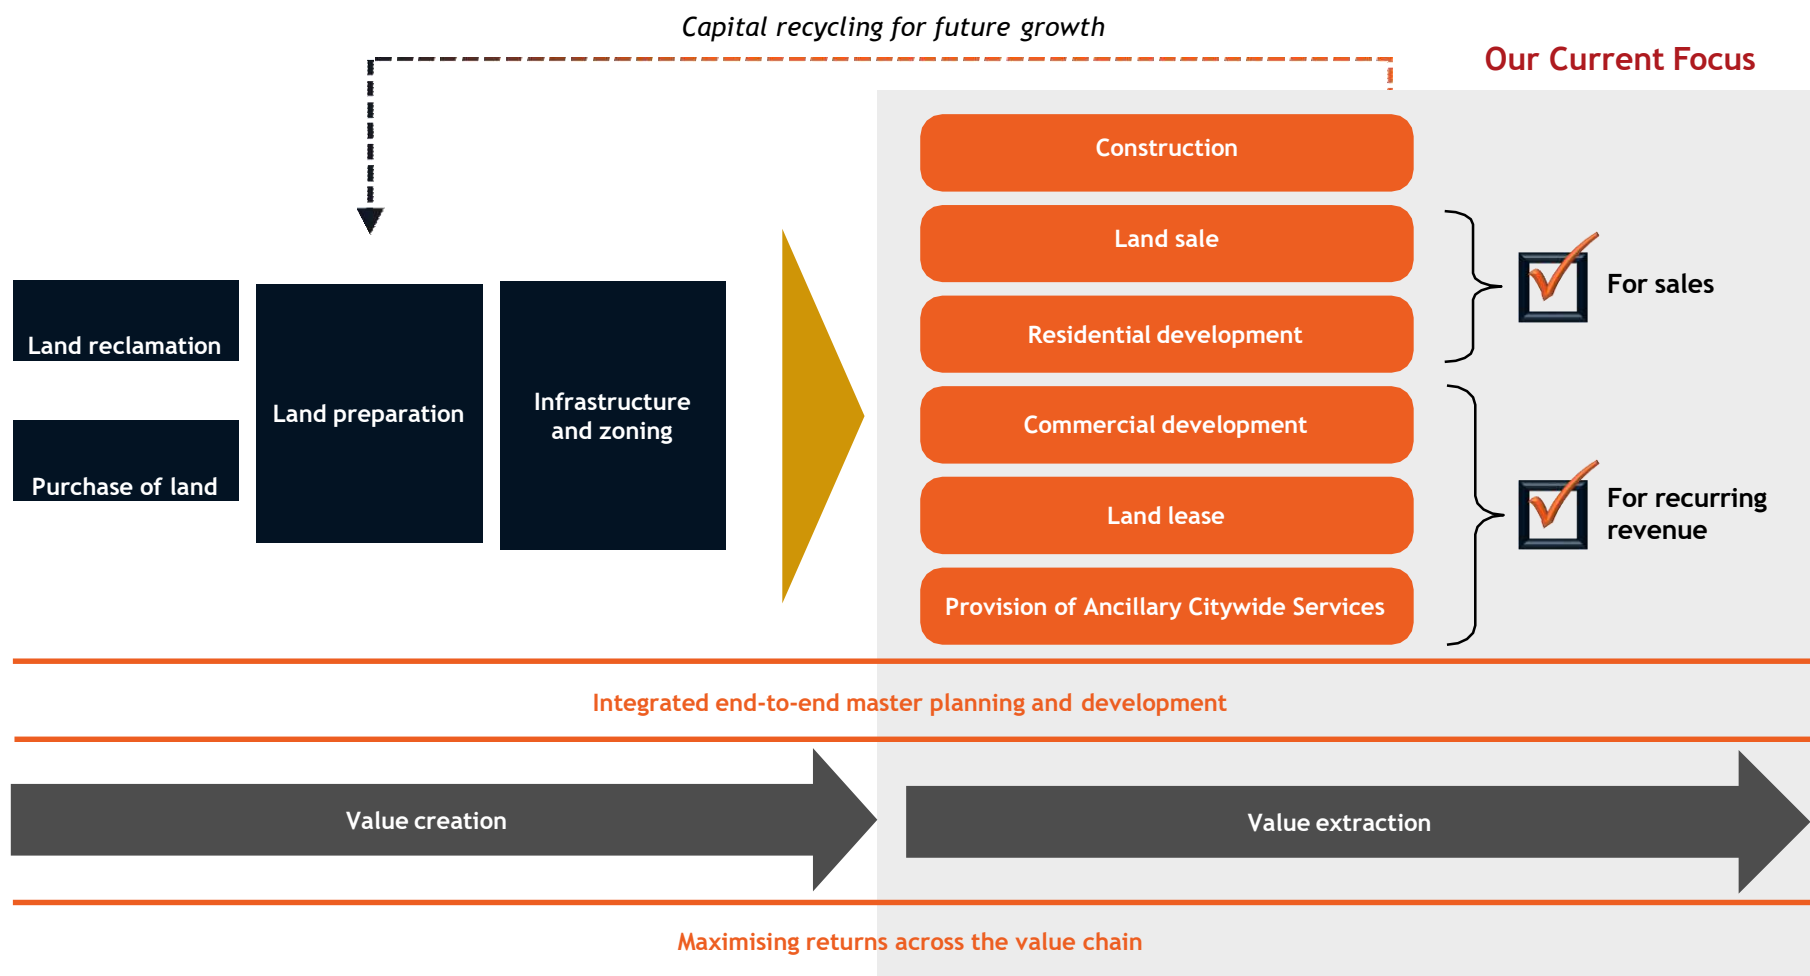 Capital recycling for future growth
Our Current Focus
Land reclamation
Purchase of land
Land preparation
Infrastructure
and zoning
Construction
Land sale
Residential development
Commercial development
Land lease
Provision of Ancillary Citywide Services
For sales
For recurring
revenue
Integrated end-to-end master planning and development
Value creation
Value extraction
Maximising returns across the value chain